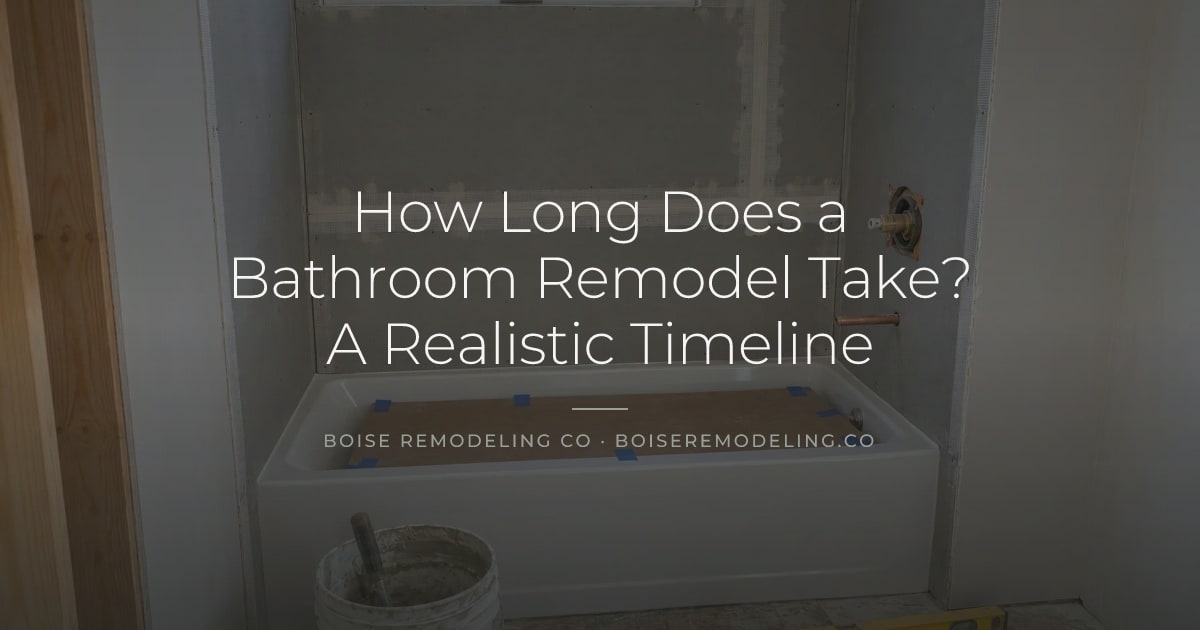 How Long Does a
Bathroom Remodel Take?
A Realistic Timeline
BOISE REMODELING CO · BOISEREMODELING.CO